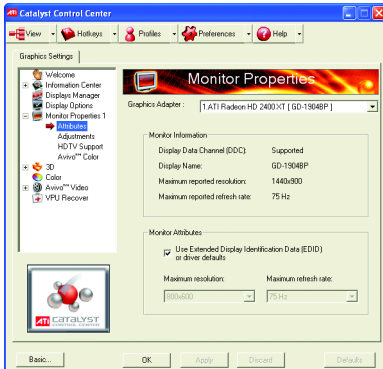 Catalyst Control Center
View Hotkeys Profiles Preferences Help
Graphics Settings
Welcome
Information Center
Displays Manager
Display Options
Monitor Properties 1
Attributes
Adjustments
HDTV Support
Avivo™ Color
3D
Color
Avivo™ Video
VPU Recover
ATI CATALYST
CONTROL CENTER
Monitor Properties
Graphics Adapter :
1.ATI Radeon HD 2400 XT [ GD-1904BP ]
Monitor Information
Display Data Channel (DDC): Supported
Display Name: GD-1904BP
Maximum reported resolution: 1440x900
Maximum reported refresh rate: 75 Hz
Monitor Attributes
Use Extended Display Identification Data (EDID)
or driver defaults
Maximum resolution: Maximum refresh rate:
800x600 75 Hz
Basic... OK Apply Discard Defaults